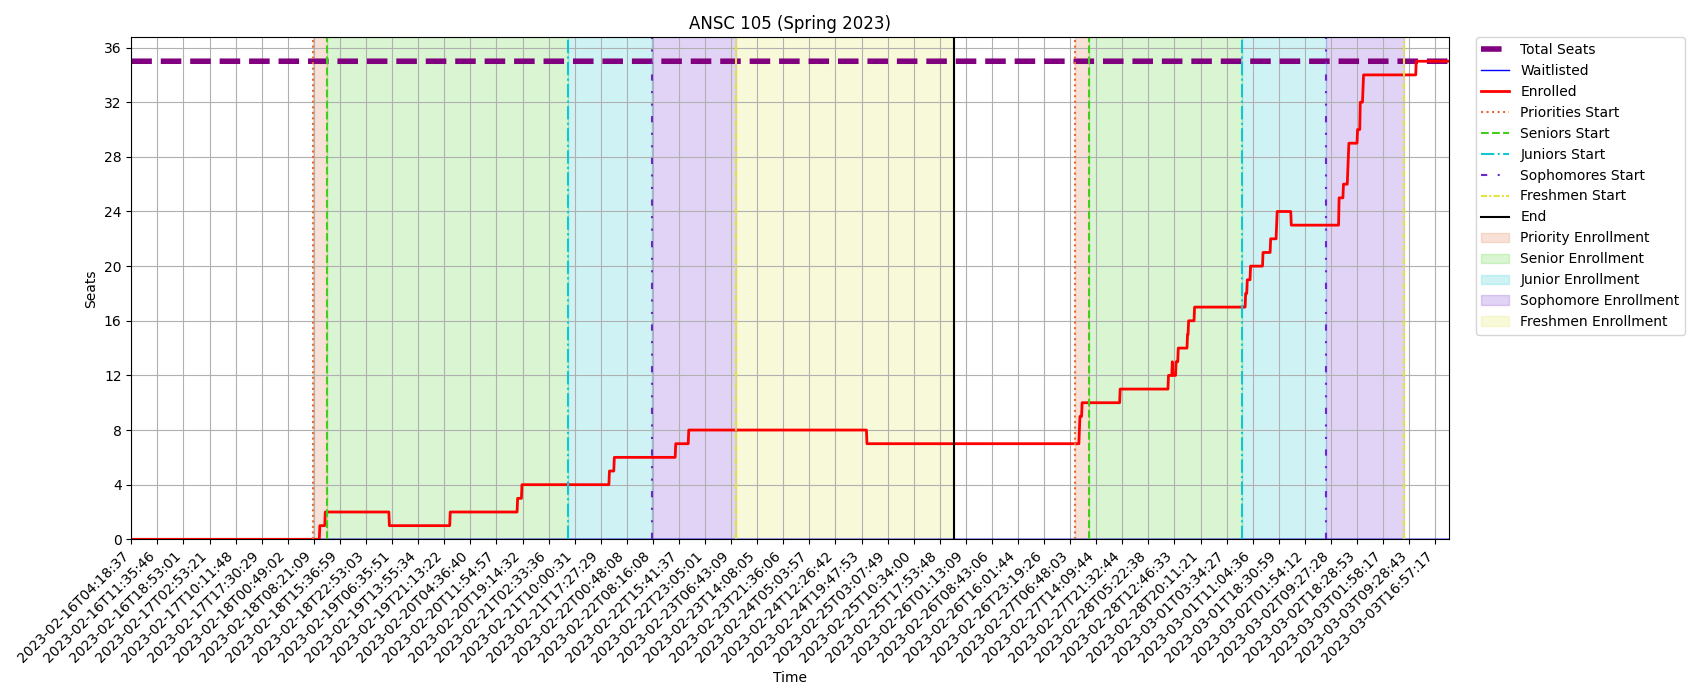 ANSC 105 (Spring 2023)
Seats
36
32
28
24
20
16
12
8
4
0
2023-02-16T04:18:37
2023-02-16T11:35:46
2023-02-16T18:53:01
2023-02-17T02:53:21
2023-02-17T10:11:48
2023-02-17T17:30:29
2023-02-18T00:49:02
2023-02-18T08:21:09
2023-02-18T15:36:59
2023-02-18T22:53:03
2023-02-19T06:35:51
2023-02-19T13:55:34
2023-02-19T21:13:22
2023-02-20T04:36:40
2023-02-20T11:54:57
2023-02-20T19:14:32
2023-02-21T02:33:36
2023-02-21T10:00:31
2023-02-21T17:27:29
2023-02-22T00:48:08
2023-02-22T08:16:08
2023-02-22T15:41:37
2023-02-22T23:05:01
2023-02-23T06:43:09
2023-02-23T14:08:05
2023-02-23T21:36:06
2023-02-24T05:03:57
2023-02-24T12:26:42
2023-02-24T19:47:53
2023-02-25T03:07:49
2023-02-25T10:34:00
2023-02-25T17:53:48
2023-02-26T01:13:09
2023-02-26T08:43:06
2023-02-26T16:01:44
2023-02-26T23:19:26
2023-02-27T06:48:03
2023-02-27T14:09:44
2023-02-27T21:32:44
2023-02-28T05:22:38
2023-02-28T12:46:33
2023-02-28T20:11:21
2023-03-01T03:34:27
2023-03-01T11:04:36
2023-03-01T18:30:59
2023-03-02T01:54:12
2023-03-02T09:27:28
2023-03-02T18:28:53
2023-03-03T01:58:17
2023-03-03T09:28:43
2023-03-03T16:57:17
Time
Total Seats
Waitlisted
Enrolled
Priorities Start
Seniors Start
Juniors Start
Sophomores Start
Freshmen Start
End
Priority Enrollment
Senior Enrollment
Junior Enrollment
Sophomore Enrollment
Freshmen Enrollment